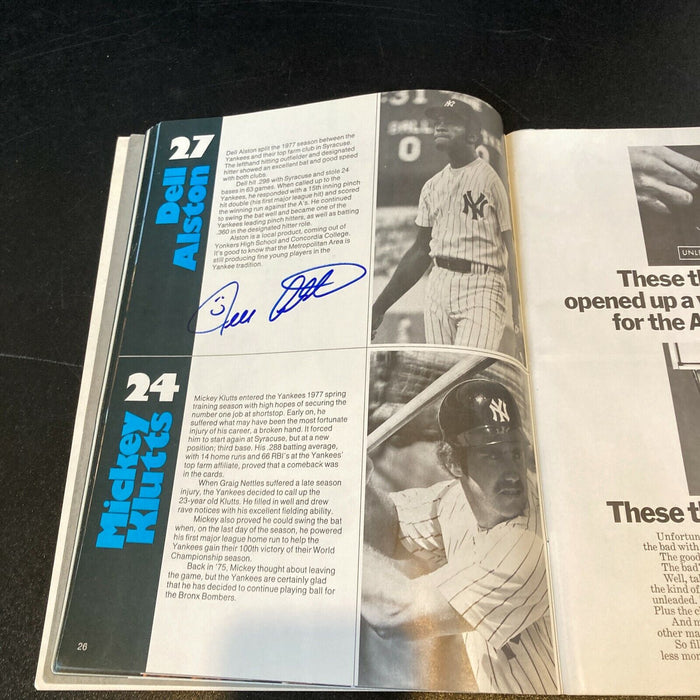 27
Dell
Alston
Dell Alston split the 1977 season between the
Yankees and their top farm club in Syracuse.
The lefthand hitting outfielder and designated
hitter showed an excellent bat and good speed
with both clubs.
Dell hit .298 with Syracuse and stole 24
bases in 63 games. When called up to the
Yankees, he responded with a 15th inning pinch
hit double (his first major league hit) and scored
the winning run against the A's. He continued
to swing the bat well and became one of the
Yankees leading pinch hitters, as well as batting
.360 in the designated hitter role.
Alston is a local product, coming out of
Yonkers High School and Concordia College.
It's good to know that the Metropolitan Area is
still producing fine young players in the
Yankee tradition.
Dell Alston
24
Mickey
Klutts
Mickey Klutts entered the Yankees 1977 spring
training season with high hopes of securing the
number one job at shortstop. Early on, he
suffered what may have been the most fortunate
injury of his career, a broken hand. It forced
him to start again at Syracuse, but at a new
position; third base. His .288 batting average,
with 14 home runs and 66 RBI's at the Yankees'
top farm affiliate, proved that a comeback was
in the cards.
When Graig Nettles suffered a late season
injury, the Yankees decided to call up the
23-year old Klutts. He filled in well and drew
rave notices with his excellent fielding ability.
Mickey also proved he could swing the bat
when, on the last day of the season, he powered
his first major league home run to help the
Yankees gain their 100th victory of their World
Championship season.
Back in '75, Mickey thought about leaving
the game, but the Yankees are certainly glad
that he has decided to continue playing ball for
the Bronx Bombers.
26
31
BALL
0 0
NY
NY
UNL
These t
opened up a
for the A
These t
Unfortun
the bad with
The good
The bad
Well, ta
the kind of
unleaded.
Plus the c
And m
other ma
So fil
less mon